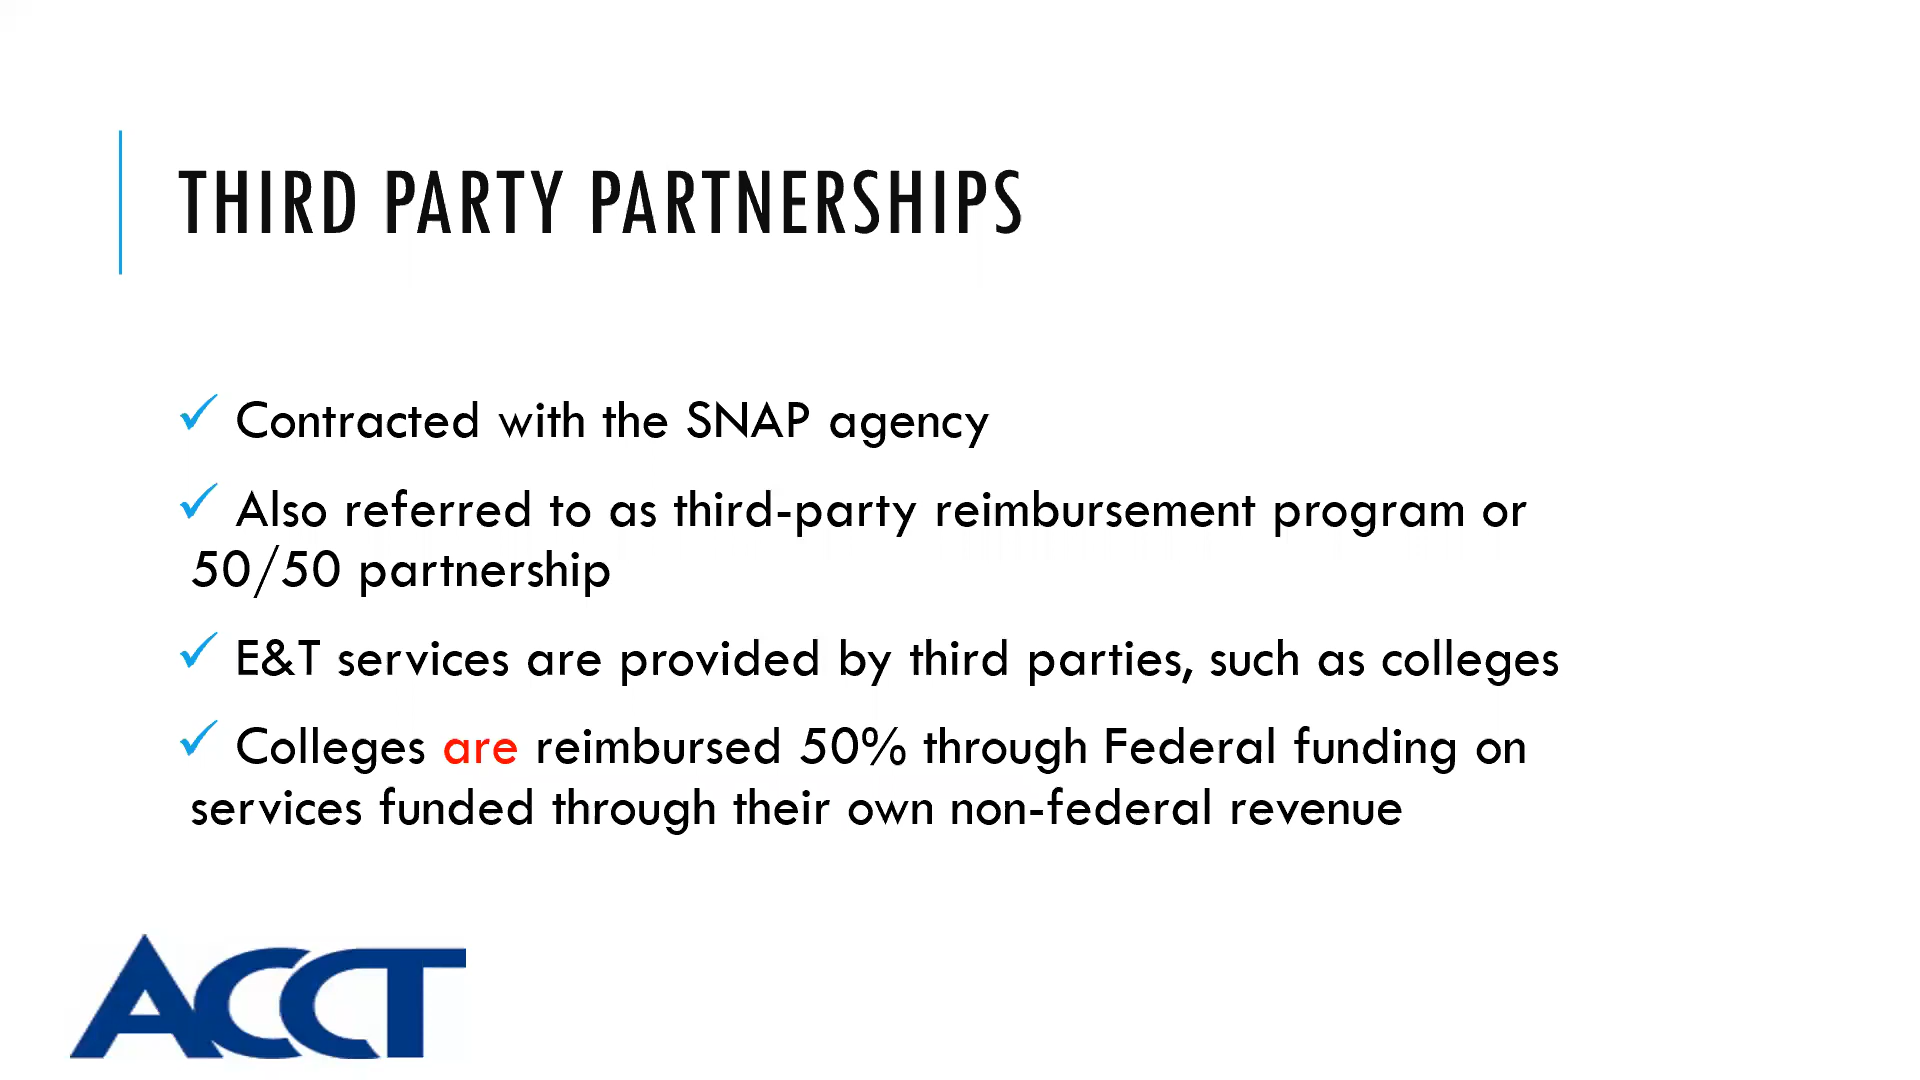 THIRD PARTY PARTNERSHIPS
✓ Contracted with the SNAP agency
✓ Also referred to as third-party reimbursement program or
50/50 partnership
✓ E&T services are provided by third parties, such as colleges
✓ Colleges are reimbursed 50% through Federal funding on
services funded through their own non-federal revenue
ACCT